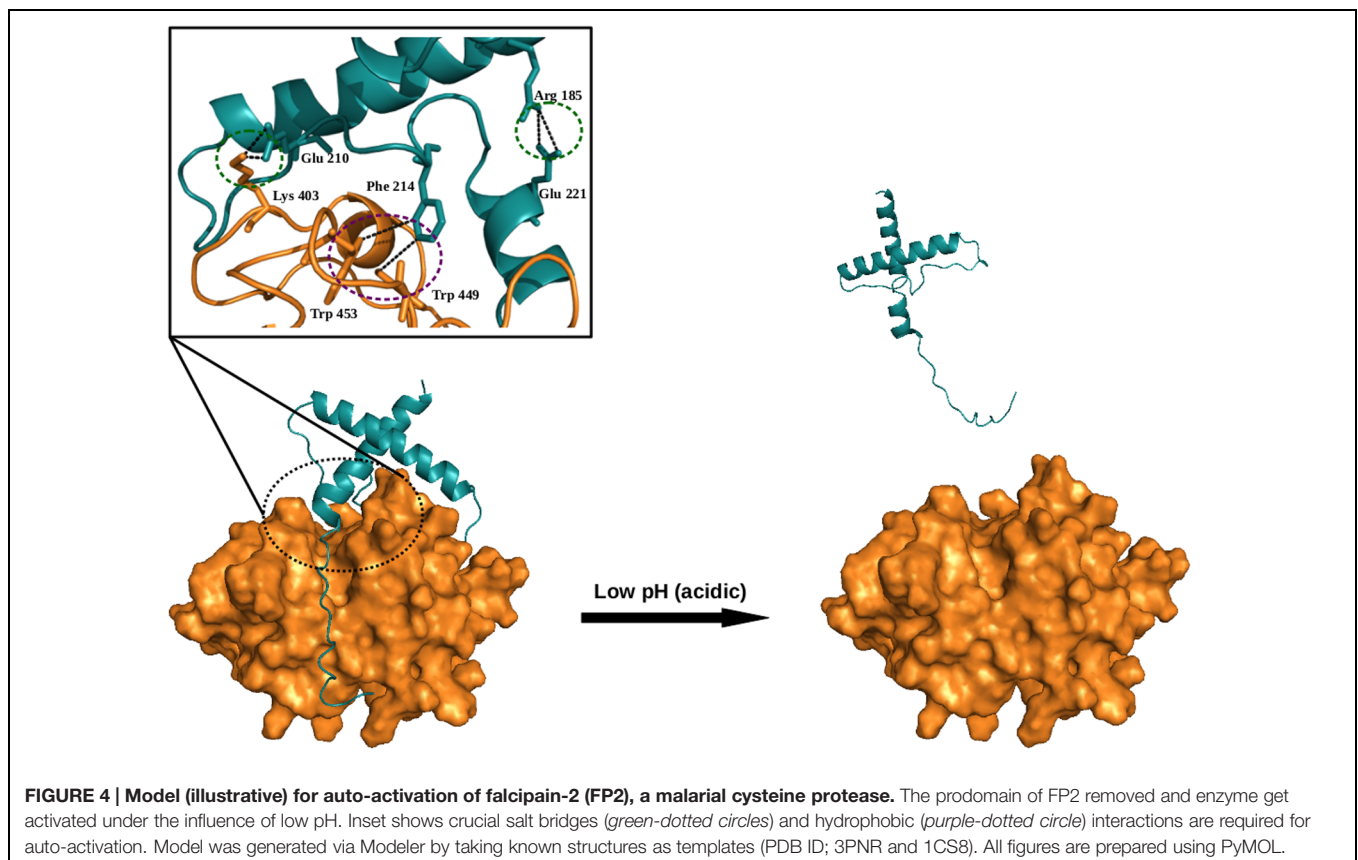 Arg 185
Glu 210
Phe 214
Lys 403
Glu 221
Trp 449
Trp 453
Low pH (acidic)
FIGURE 4 | Model (illustrative) for auto-activation of falcipain-2 (FP2), a malarial cysteine protease. The prodomain of FP2 removed and enzyme get
activated under the influence of low pH. Inset shows crucial salt bridges (green-dotted circles) and hydrophobic (purple-dotted circle) interactions are required for
auto-activation. Model was generated via Modeler by taking known structures as templates (PDB ID; 3PNR and 1CS8). All figures are prepared using PyMOL.